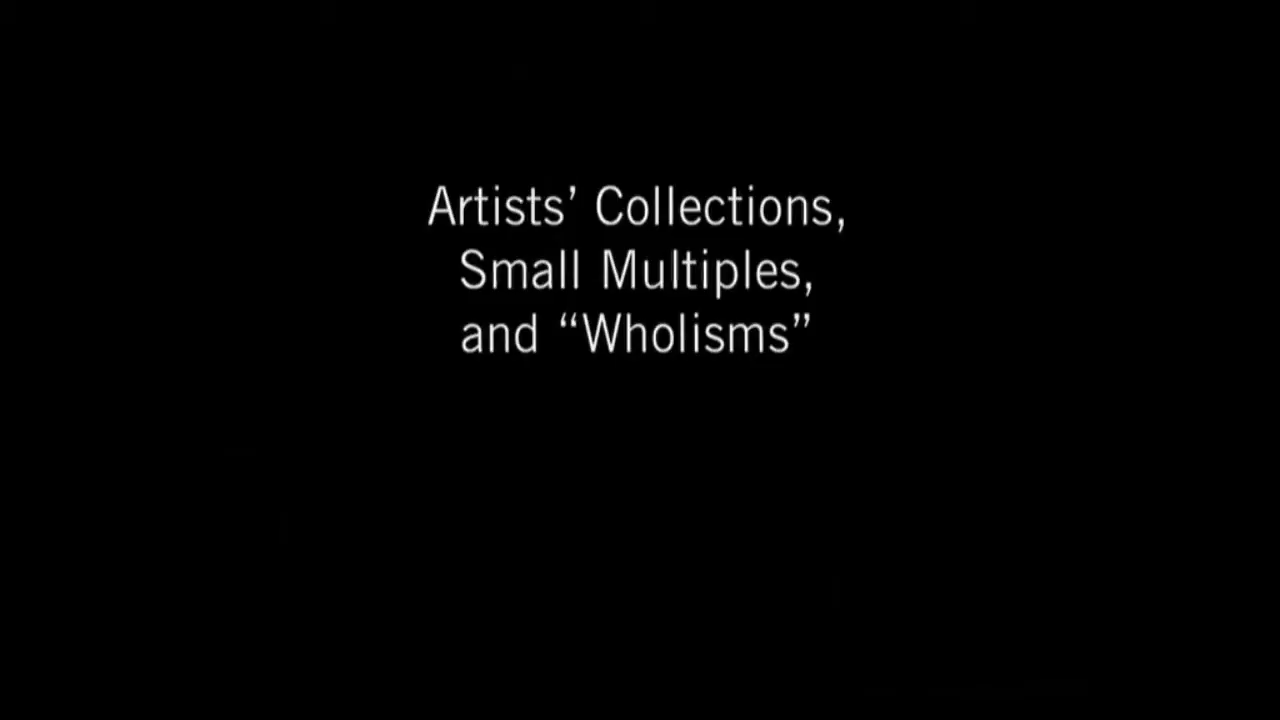 Artists’ Collections,
Small Multiples,
and “Wholisms”